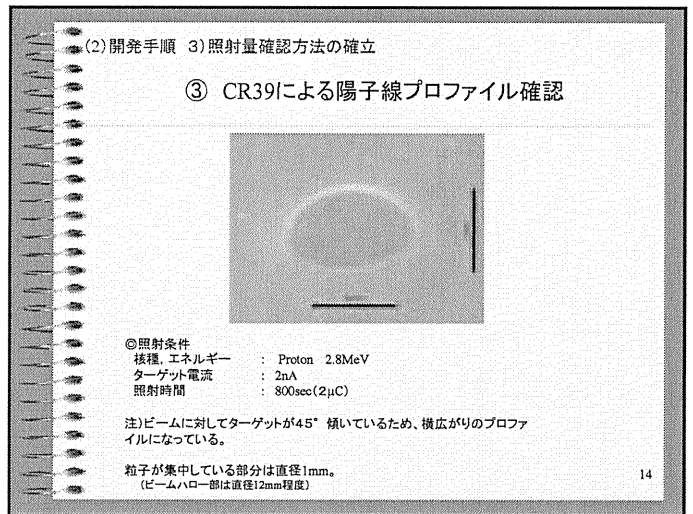 (2)開発手順 3)照射量確認方法の確立
③ CR39による陽子線プロファイル確認
◎照射条件
核種，エネルギー : Proton 2.8MeV
ターゲット電流 : 2nA
照射時間 : 800sec(2μC)
注)ビームに対してターゲットが45°傾いているため、横広がりのプロファ
イルになっている。
粒子が集中している部分は直径1mm。
(ビームハロー部は直径12mm程度)
14